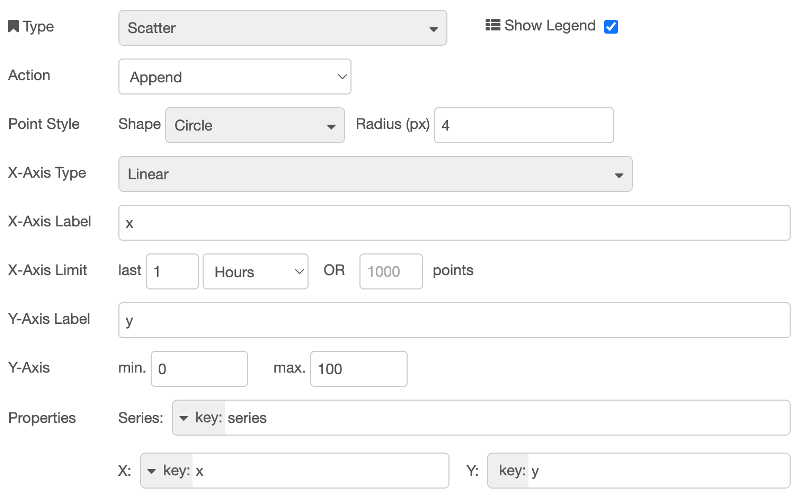 Type Scatter Show Legend
Action Append
Point Style Shape Circle Radius (px) 4
X-Axis Type Linear
X-Axis Label x
X-Axis Limit last 1 Hours OR 1000 points
Y-Axis Label y
Y-Axis min. 0 max. 100
Properties Series: key: series
X: key: x Y: key: y